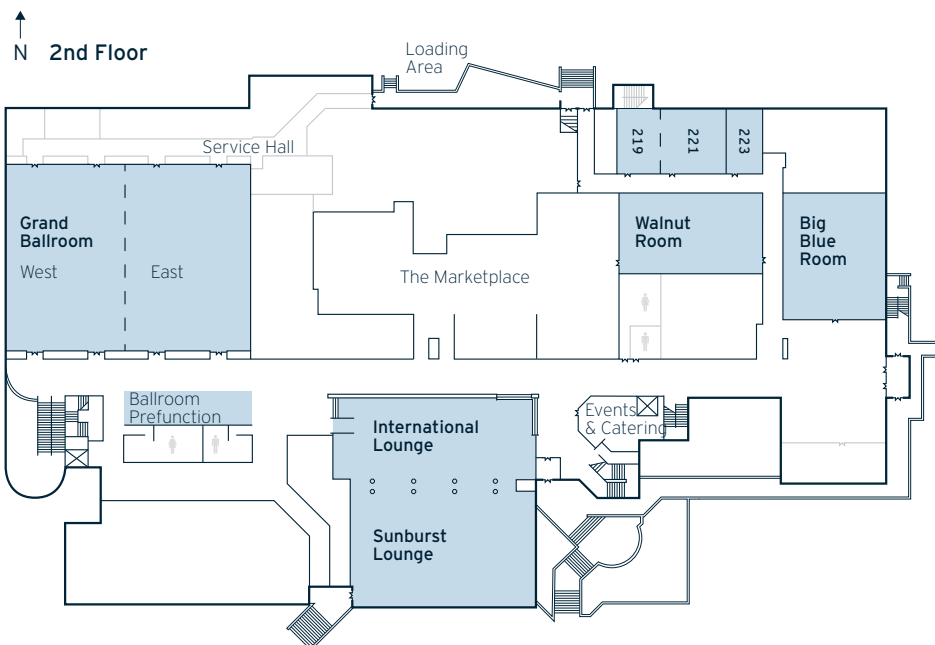 N 2nd Floor
Loading
Area
Service Hall
219
221
223
Grand
Ballroom
West
East
The Marketplace
Walnut
Room
Big
Blue
Room
Ballroom
Prefunction
International
Lounge
Events
& Catering
Sunburst
Lounge